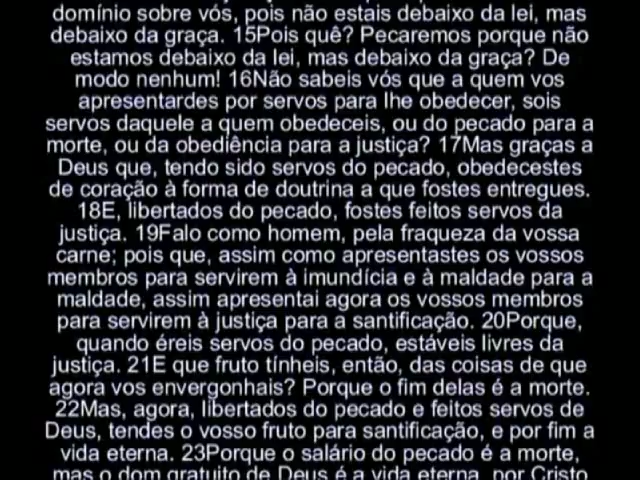 domínio sobre vós, pois não estais debaixo da lei, mas
debaixo da graça. 15Pois quê? Pecaremos porque não
estamos debaixo da lei, mas debaixo da graça? De
modo nenhum! 16Não sabeis vós que a quem vos
apresentardes por servos para lhe obedecer, sois
servos daquele a quem obedeceis, ou do pecado para a
morte, ou da obediência para a justiça? 17Mas graças a
Deus que, tendo sido servos do pecado, obedecestes
de coração à forma de doutrina a que fostes entregues.
18E, libertados do pecado, fostes feitos servos da
justiça. 19Falo como homem, pela fraqueza da vossa
carne; pois que, assim como apresentastes os vossos
membros para servirem à imundícia e à maldade para a
maldade, assim apresentai agora os vossos membros
para servirem à justiça para a santificação. 20Porque,
quando éreis servos do pecado, estáveis livres da
justiça. 21E que fruto tínheis, então, das coisas de que
agora vos envergonhais? Porque o fim delas é a morte.
22Mas, agora, libertados do pecado e feitos servos de
Deus, tendes o vosso fruto para santificação, e por fim a
vida eterna. 23Porque o salário do pecado é a morte,
mas o dom gratuito de Deus é a vida eterna, por Cristo